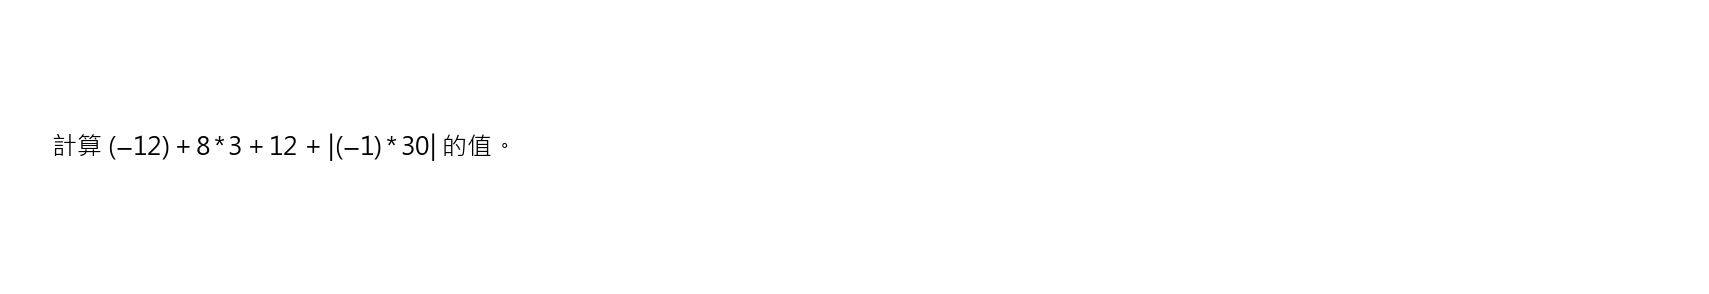 計算 (−12) + 8 * 3 + 12 + |(−1) * 30| 的值。